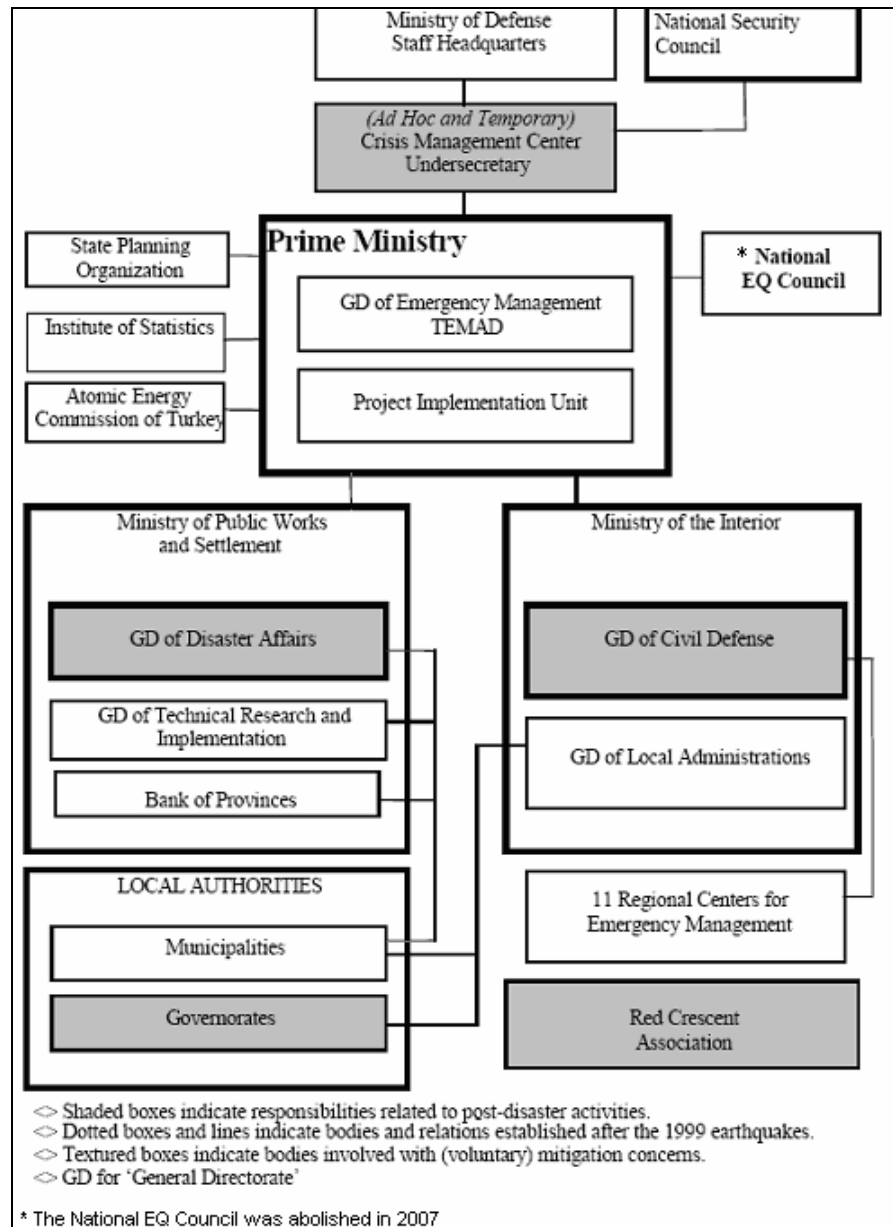 Ministry of Defense
Staff Headquarters
National Security
Council
(Ad Hoc and Temporary)
Crisis Management Center
Undersecretary
Prime Ministry
State Planning
Organization
* National
EQ Council
GD of Emergency Management
TEMAD
Institute of Statistics
Atomic Energy
Commission of Turkey
Project Implementation Unit
Ministry of Public Works
and Settlement
Ministry of the Interior
GD of Disaster Affairs
GD of Civil Defense
GD of Technical Research and
Implementation
GD of Local Administrations
Bank of Provinces
LOCAL AUTHORITIES
11 Regional Centers for
Emergency Management
Municipalities
Governorates
Red Crescent
Association
<> Shaded boxes indicate responsibilities related to post-disaster activities.
<> Dotted boxes and lines indicate bodies and relations established after the 1999 earthquakes.
<> Textured boxes indicate bodies involved with (voluntary) mitigation concerns.
<> GD for ‘General Directorate’
* The National EQ Council was abolished in 2007